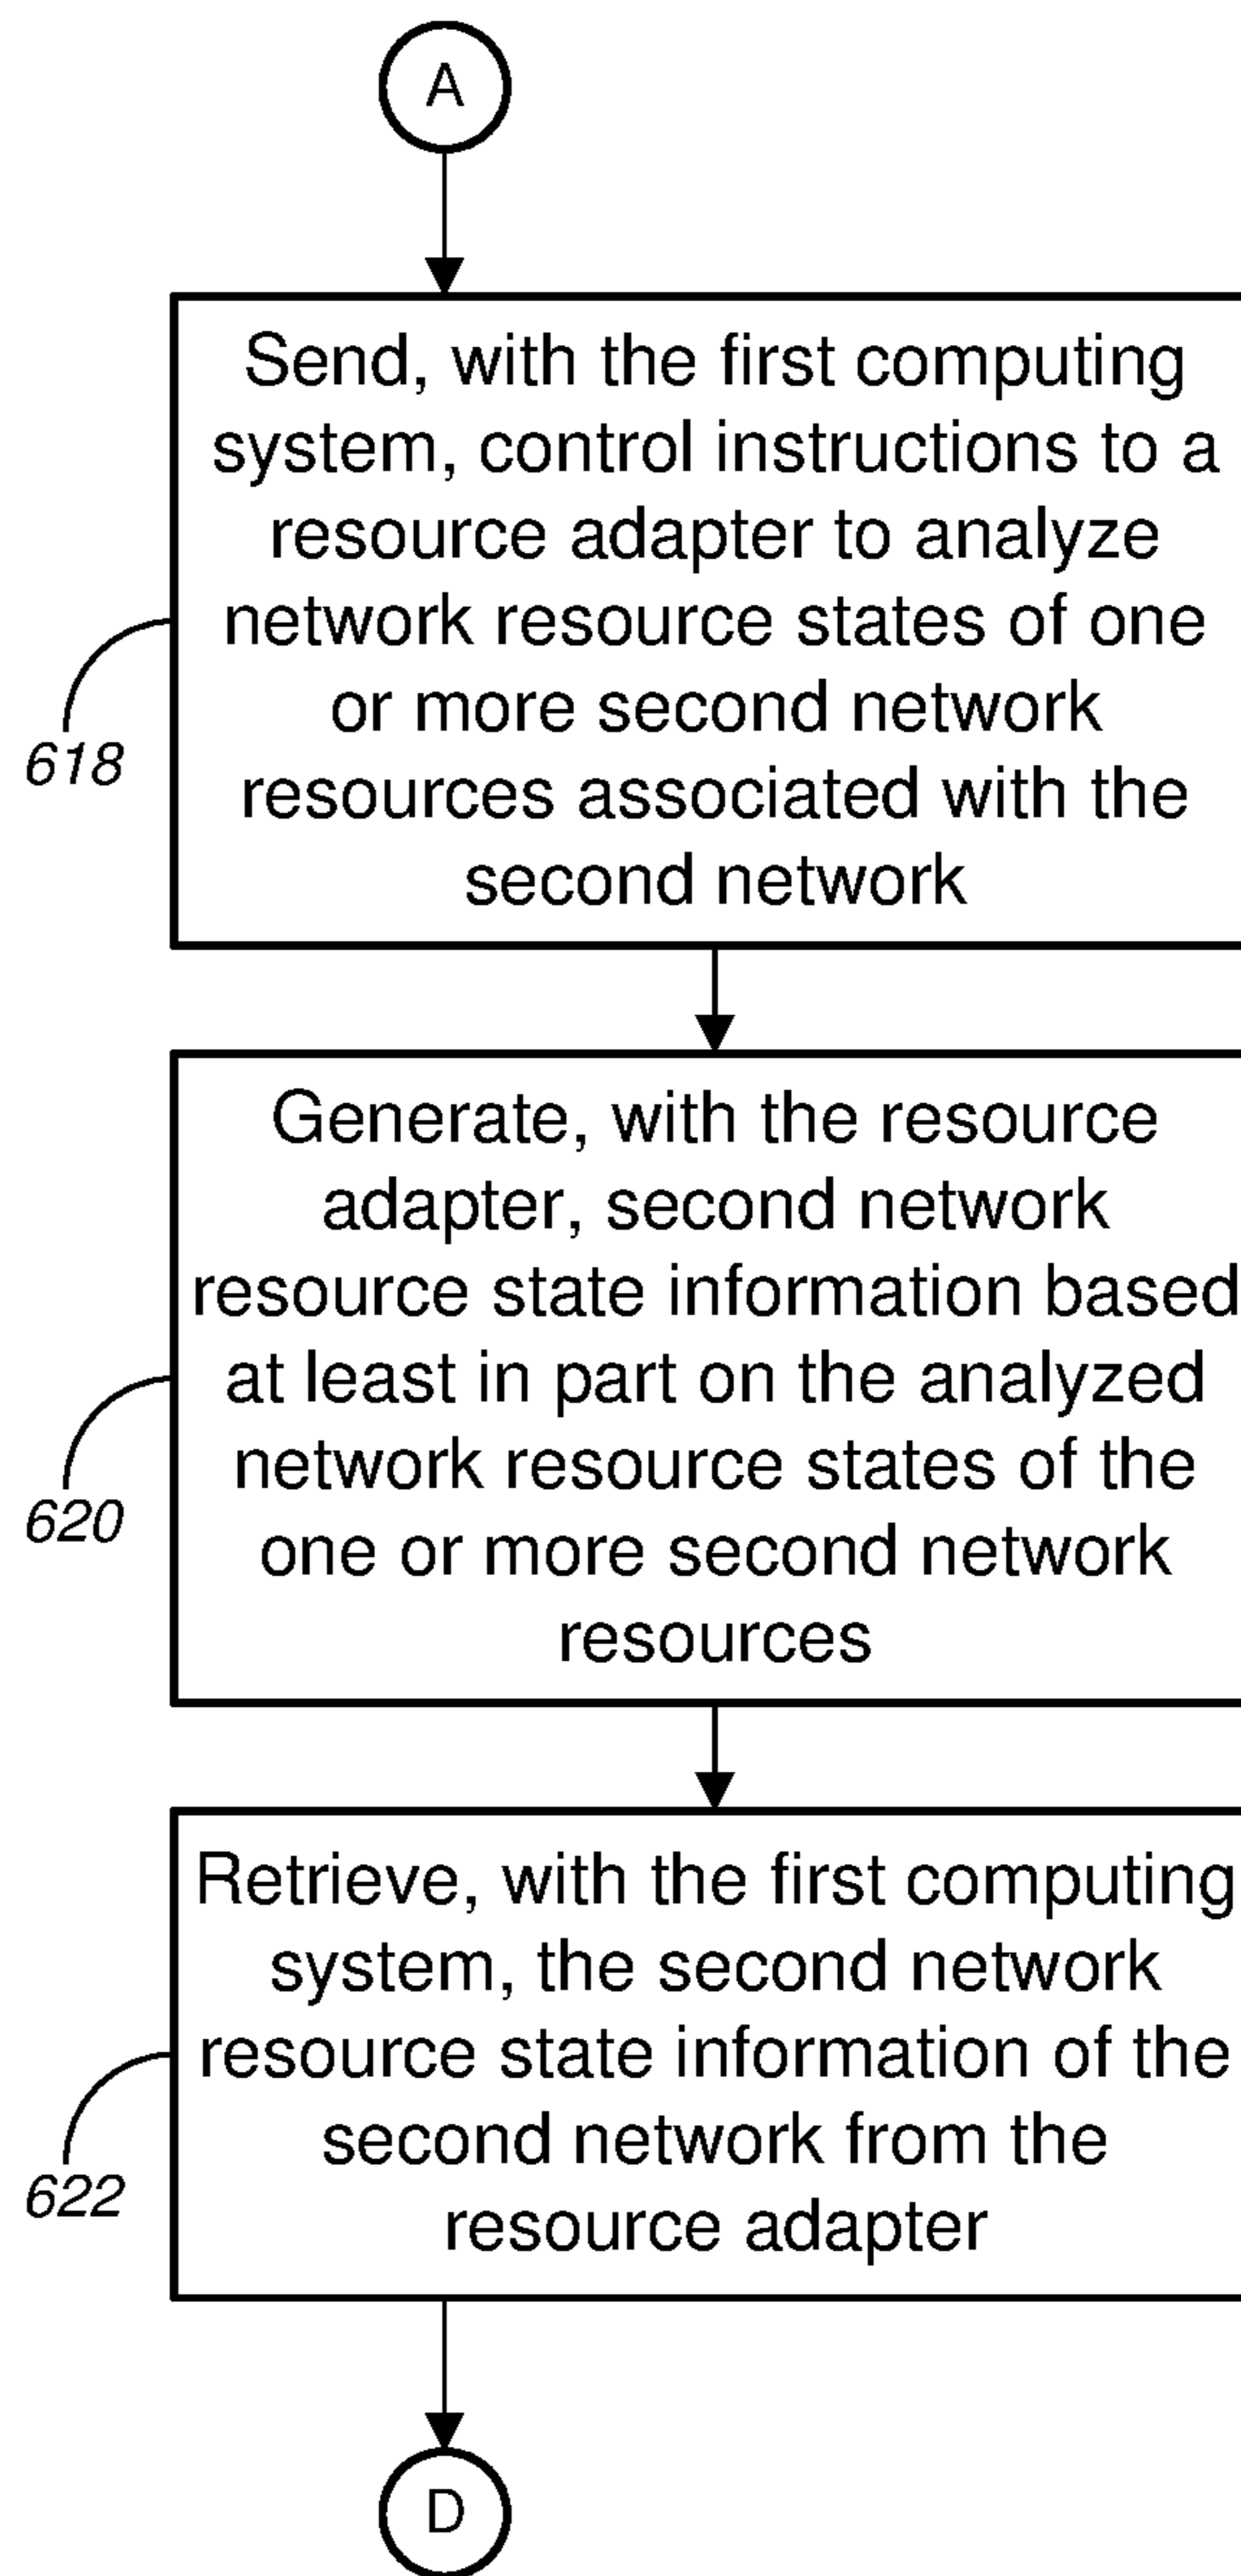 A
Send, with the first computing
system, control instructions to a
resource adapter to analyze
network resource states of one
or more second network
resources associated with the
second network
618
Generate, with the resource
adapter, second network
resource state information based
at least in part on the analyzed
network resource states of the
one or more second network
resources
620
Retrieve, with the first computing
system, the second network
resource state information of the
second network from the
resource adapter
622
D